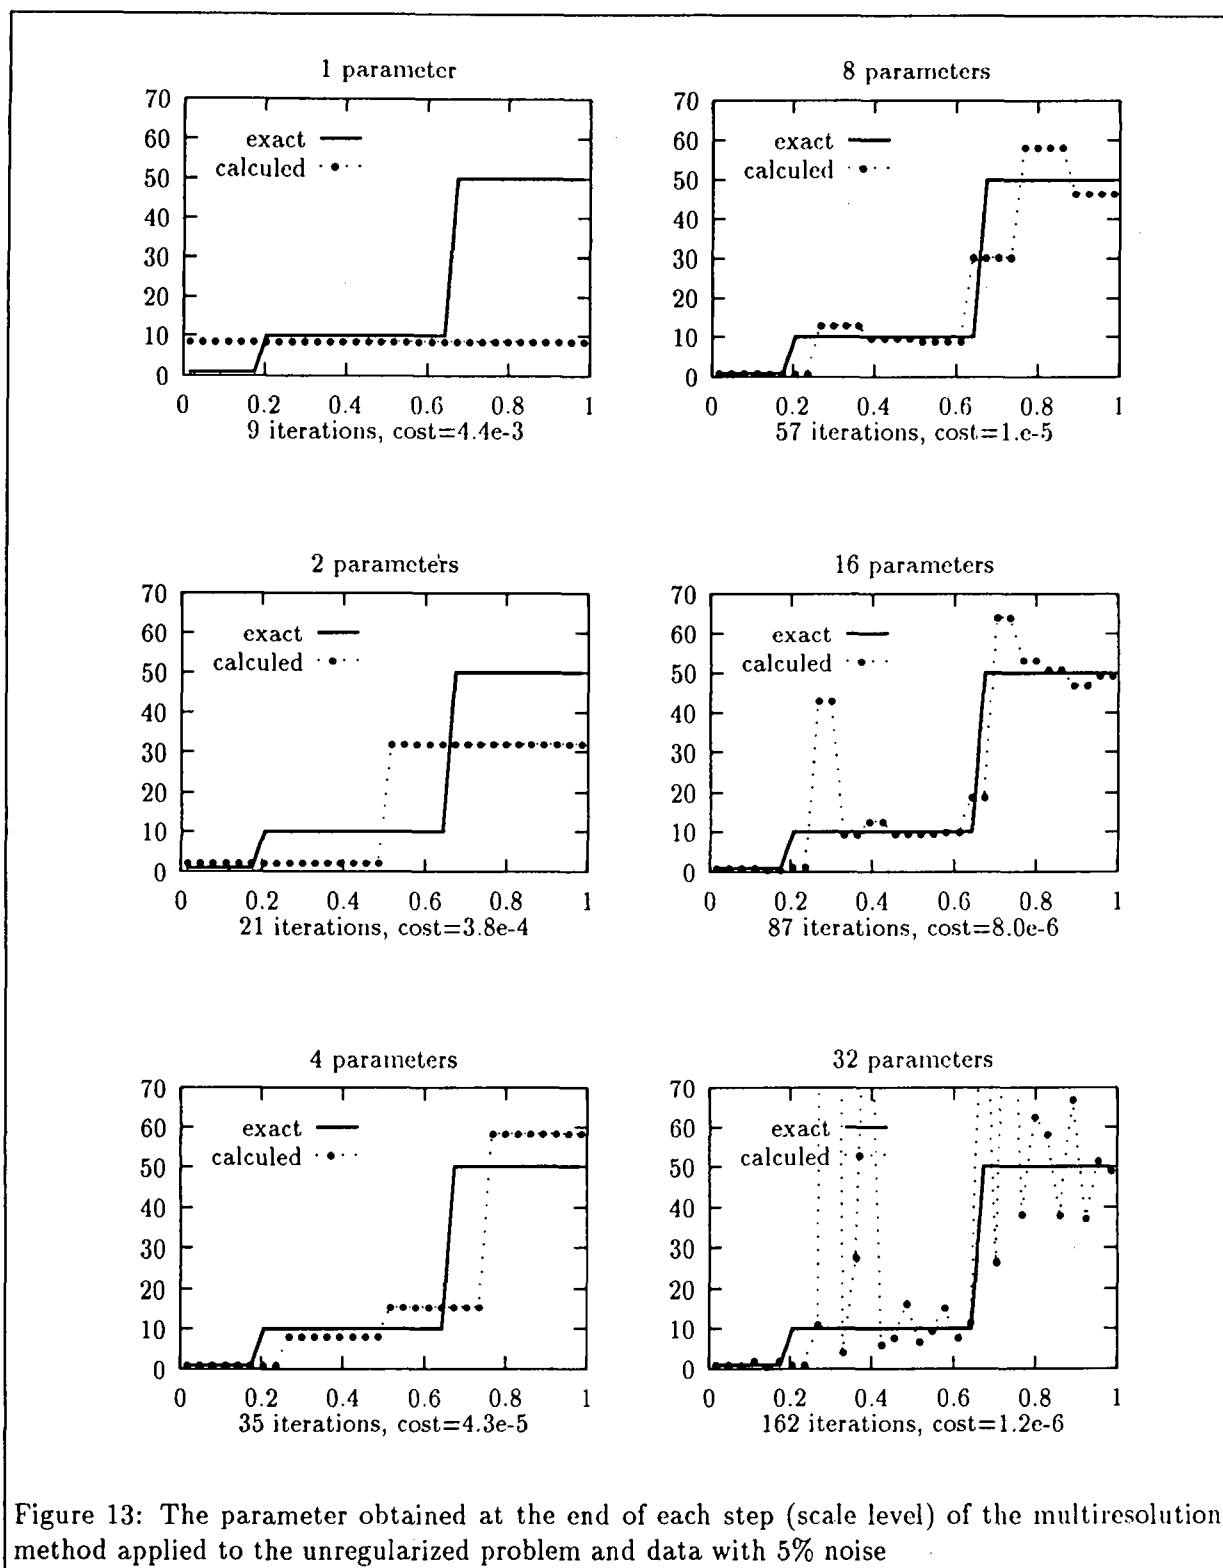 1 parameter
70
60
50
40
30
20
10
0
exact
calculed
0 0.2 0.4 0.6 0.8 1
9 iterations, cost=4.4e-3
8 parameters
70
60
50
40
30
20
10
0
exact
calculed
0 0.2 0.4 0.6 0.8 1
57 iterations, cost=1.e-5
2 parameters
70
60
50
40
30
20
10
0
exact
calculed
0 0.2 0.4 0.6 0.8 1
21 iterations, cost=3.8e-4
16 parameters
70
60
50
40
30
20
10
0
exact
calculed
0 0.2 0.4 0.6 0.8 1
87 iterations, cost=8.0e-6
4 parameters
70
60
50
40
30
20
10
0
exact
calculed
0 0.2 0.4 0.6 0.8 1
35 iterations, cost=4.3e-5
32 parameters
70
60
50
40
30
20
10
0
exact
calculed
0 0.2 0.4 0.6 0.8 1
162 iterations, cost=1.2e-6
Figure 13: The parameter obtained at the end of each step (scale level) of the multiresolution
method applied to the unregularized problem and data with 5% noise